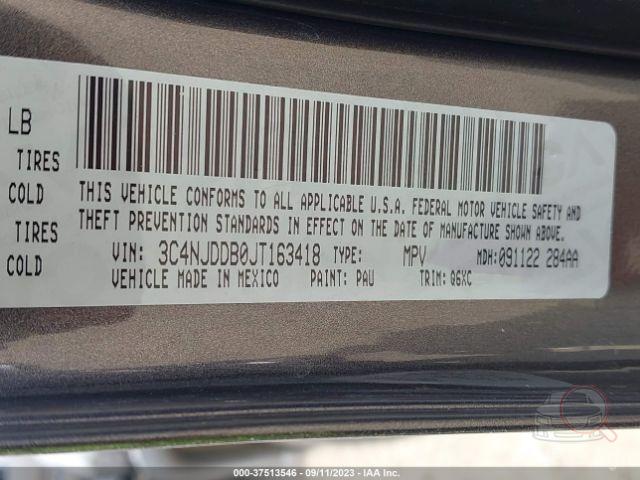 LB
TIRES
COLD
TIRES
COLD
THIS VEHICLE CONFORMS TO ALL APPLICABLE U.S.A. FEDERAL MOTOR VEHICLE SAFETY AND
THEFT PREVENTION STANDARDS IN EFFECT ON THE DATE OF MANUFACTURE SHOWN ABOVE.
VIN: 3C4NJDDB0JT163418 TYPE: MPV MDH:091122 284AA
VEHICLE MADE IN MEXICO PAINT: PAU TRIM: Q6XC
000-37513546 - 09/11/2023 - IAA Inc.